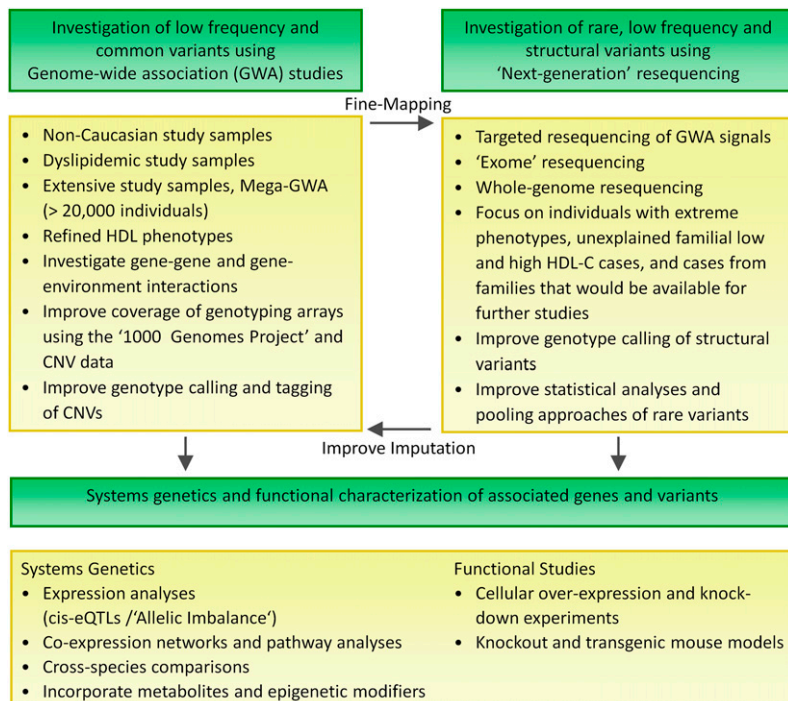 Investigation of low frequency and
common variants using
Genome-wide association (GWA) studies
Investigation of rare, low frequency and
structural variants using
‘Next-generation’ resequencing
Fine-Mapping
• Non-Caucasian study samples
• Dyslipidemic study samples
• Extensive study samples, Mega-GWA
(> 20,000 individuals)
• Refined HDL phenotypes
• Investigate gene-gene and gene-
environment interactions
• Improve coverage of genotyping arrays
using the ‘1000 Genomes Project’ and
CNV data
• Improve genotype calling and tagging
of CNVs
• Targeted resequencing of GWA signals
• ‘Exome’ resequencing
• Whole-genome resequencing
• Focus on individuals with extreme
phenotypes, unexplained familial low
and high HDL-C cases, and cases from
families that would be available for
further studies
• Improve genotype calling of structural
variants
• Improve statistical analyses and
pooling approaches of rare variants
Improve Imputation
Systems genetics and functional characterization of associated genes and variants
Systems Genetics
• Expression analyses
(cis-eQTLs /‘Allelic Imbalance‘)
• Co-expression networks and pathway analyses
• Cross-species comparisons
• Incorporate metabolites and epigenetic modifiers
Functional Studies
• Cellular over-expression and knock-
down experiments
• Knockout and transgenic mouse models